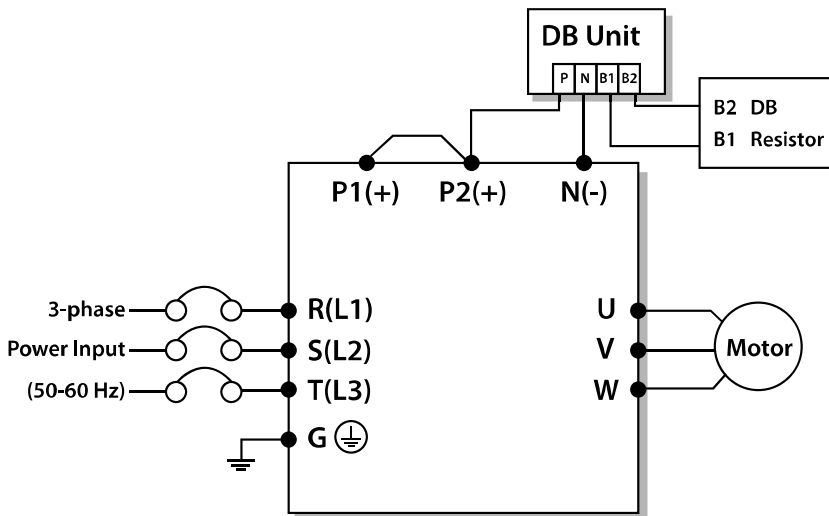 DB Unit
P N B1 B2
B2 DB
B1 Resistor
P1(+) P2(+) N(-)
3-phase R(L1) U
Power Input S(L2) V Motor
(50-60 Hz) T(L3) W
G